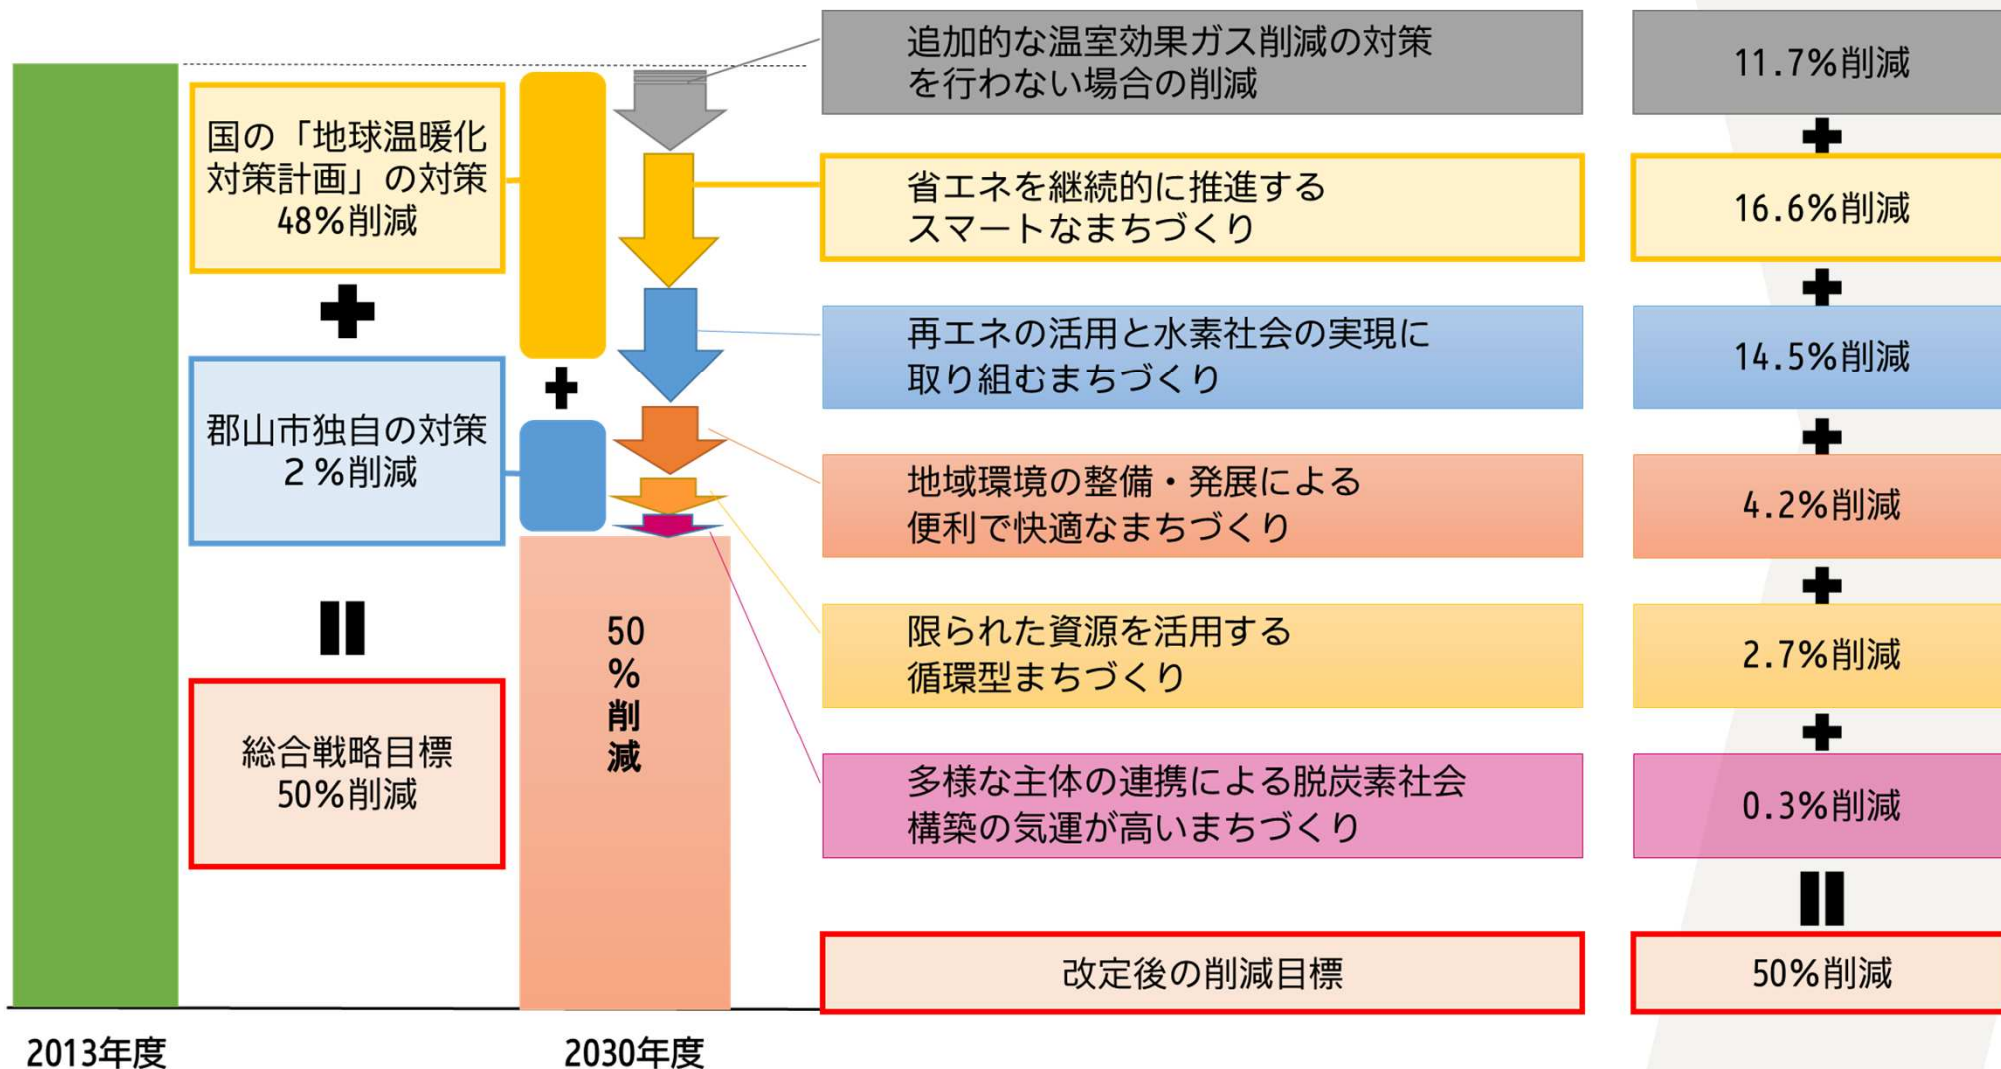 国の「地球温暖化
対策計画」の対策
48%削減
郡山市独自の対策
2%削減
総合戦略目標
50%削減
50%削減
2013年度
2030年度
追加的な温室効果ガス削減の対策
を行わない場合の削減
11.7%削減
省エネを継続的に推進する
スマートなまちづくり
16.6%削減
再エネの活用と水素社会の実現に
取り組むまちづくり
14.5%削減
地域環境の整備・発展による
便利で快適なまちづくり
4.2%削減
限られた資源を活用する
循環型まちづくり
2.7%削減
多様な主体の連携による脱炭素社会
構築の気運が高いまちづくり
0.3%削減
改定後の削減目標
50%削減